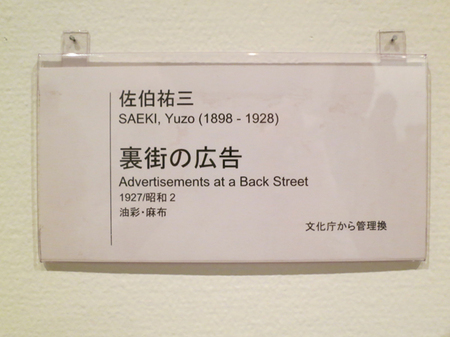 佐伯祐三
SAEKI, Yuzo (1898 - 1928)
裏街の広告
Advertisements at a Back Street
1927/昭和 2
油彩・麻布
文化庁から管理換